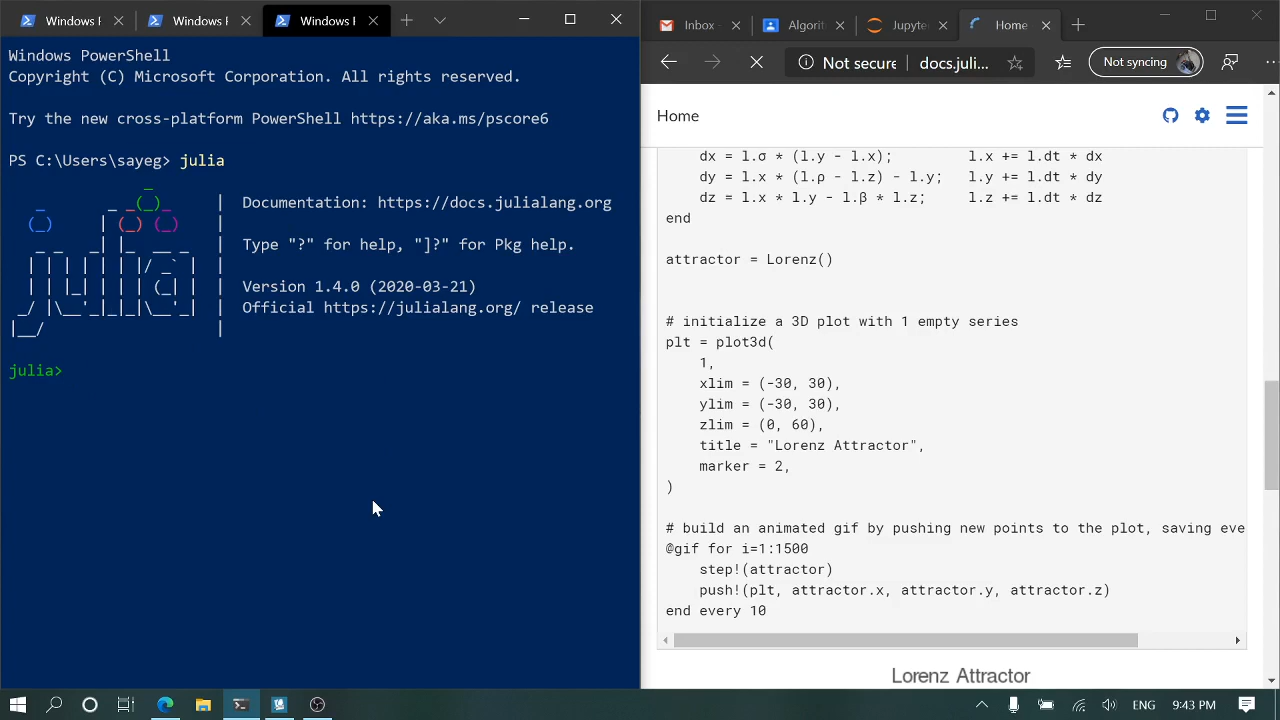 Windows F
Windows F
Windows F
Windows PowerShell
Copyright (C) Microsoft Corporation. All rights reserved.
Try the new cross-platform PowerShell https://aka.ms/pscore6
PS C:\Users\sayeg> julia
Documentation: https://docs.julialang.org
Type "?" for help, "]?" for Pkg help.
Version 1.4.0 (2020-03-21)
Official https://julialang.org/ release
julia>
Inbox
Algorit
Jupyte
Home
Not secure
docs.juli...
Not syncing
Home
dx = l.σ * (l.y - l.x); l.x += l.dt * dx
dy = l.x * (l.ρ - l.z) - l.y; l.y += l.dt * dy
dz = l.x * l.y - l.β * l.z; l.z += l.dt * dz
end
attractor = Lorenz()
# initialize a 3D plot with 1 empty series
plt = plot3d(
1,
xlim = (-30, 30),
ylim = (-30, 30),
zlim = (0, 60),
title = "Lorenz Attractor",
marker = 2,
)
# build an animated gif by pushing new points to the plot, saving eve
@gif for i=1:1500
step!(attractor)
push!(plt, attractor.x, attractor.y, attractor.z)
end every 10
Lorenz Attractor
9:43 PM